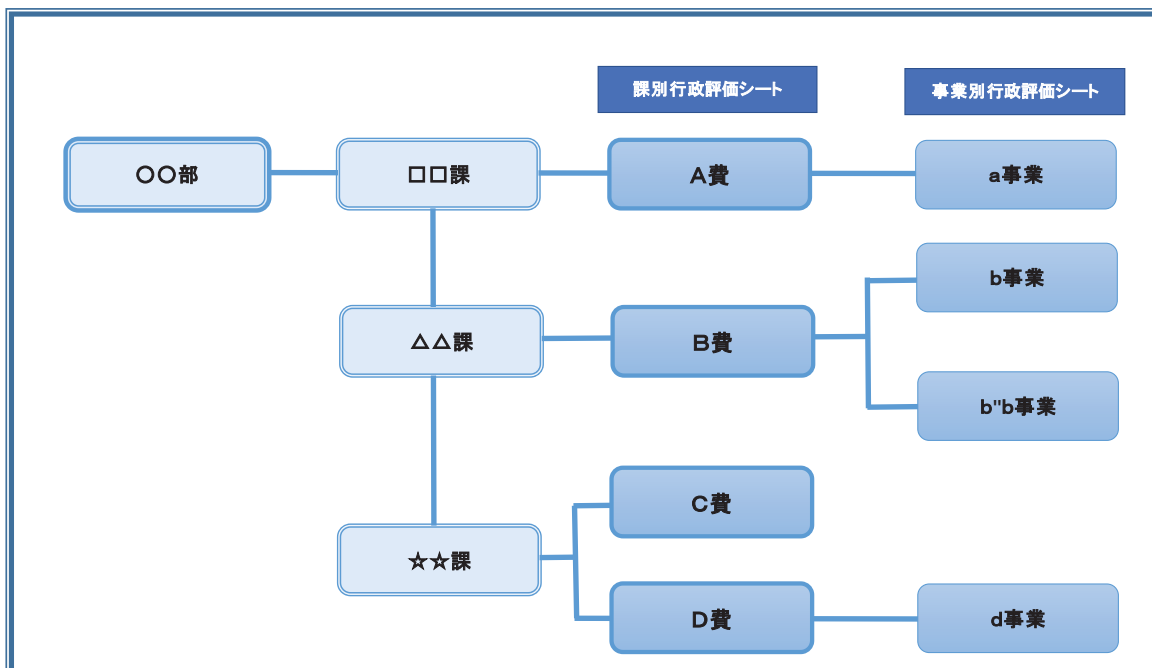 課別行政評価シート
事業別行政評価シート
〇〇部
□□課
A費
a事業
b事業
△△課
B費
b"b事業
C費
☆☆課
D費
d事業